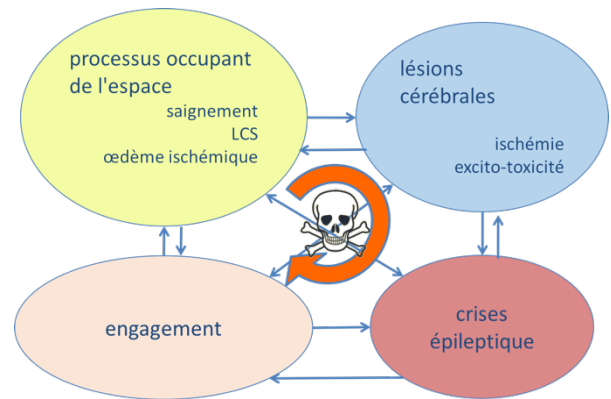 processus occupant
de l'espace
saignement
LCS
œdème ischémique
lésions
cérébrales
ischémie
excito-toxicité
engagement
crises
épileptique